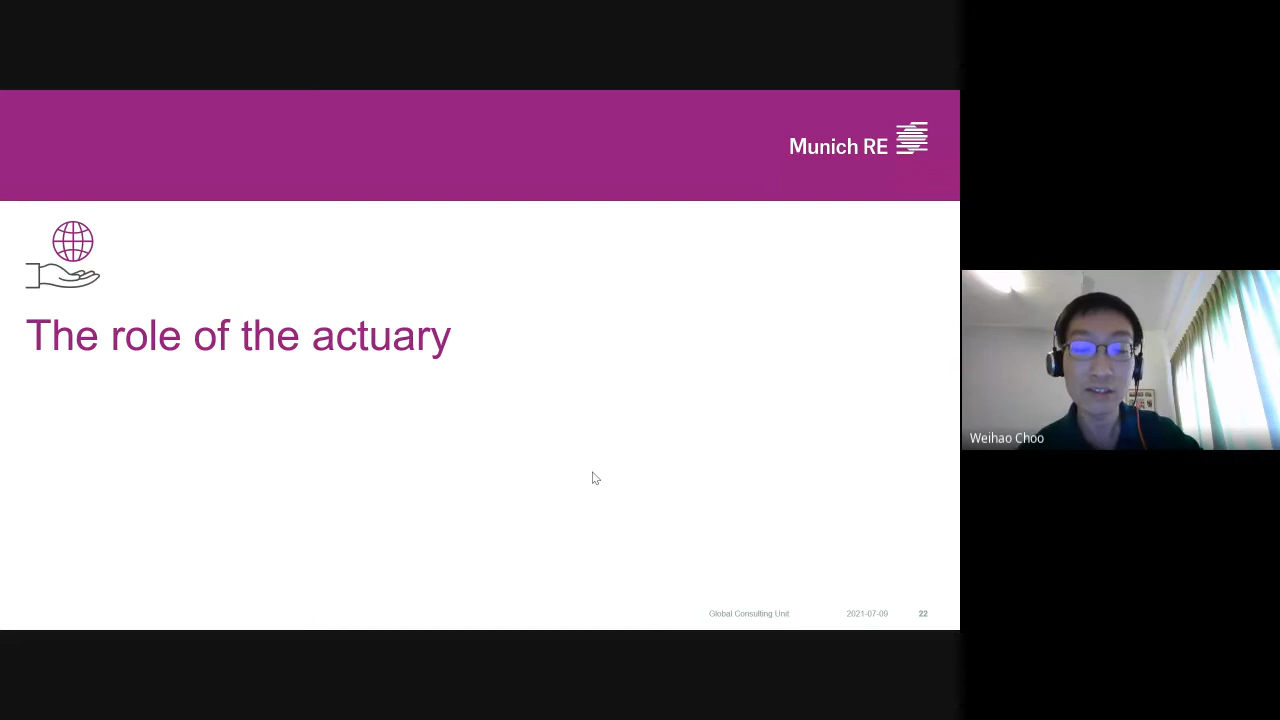 Munich RE
The role of the actuary
Weihao Choo
Global Consulting Unit 2021-07-09 22